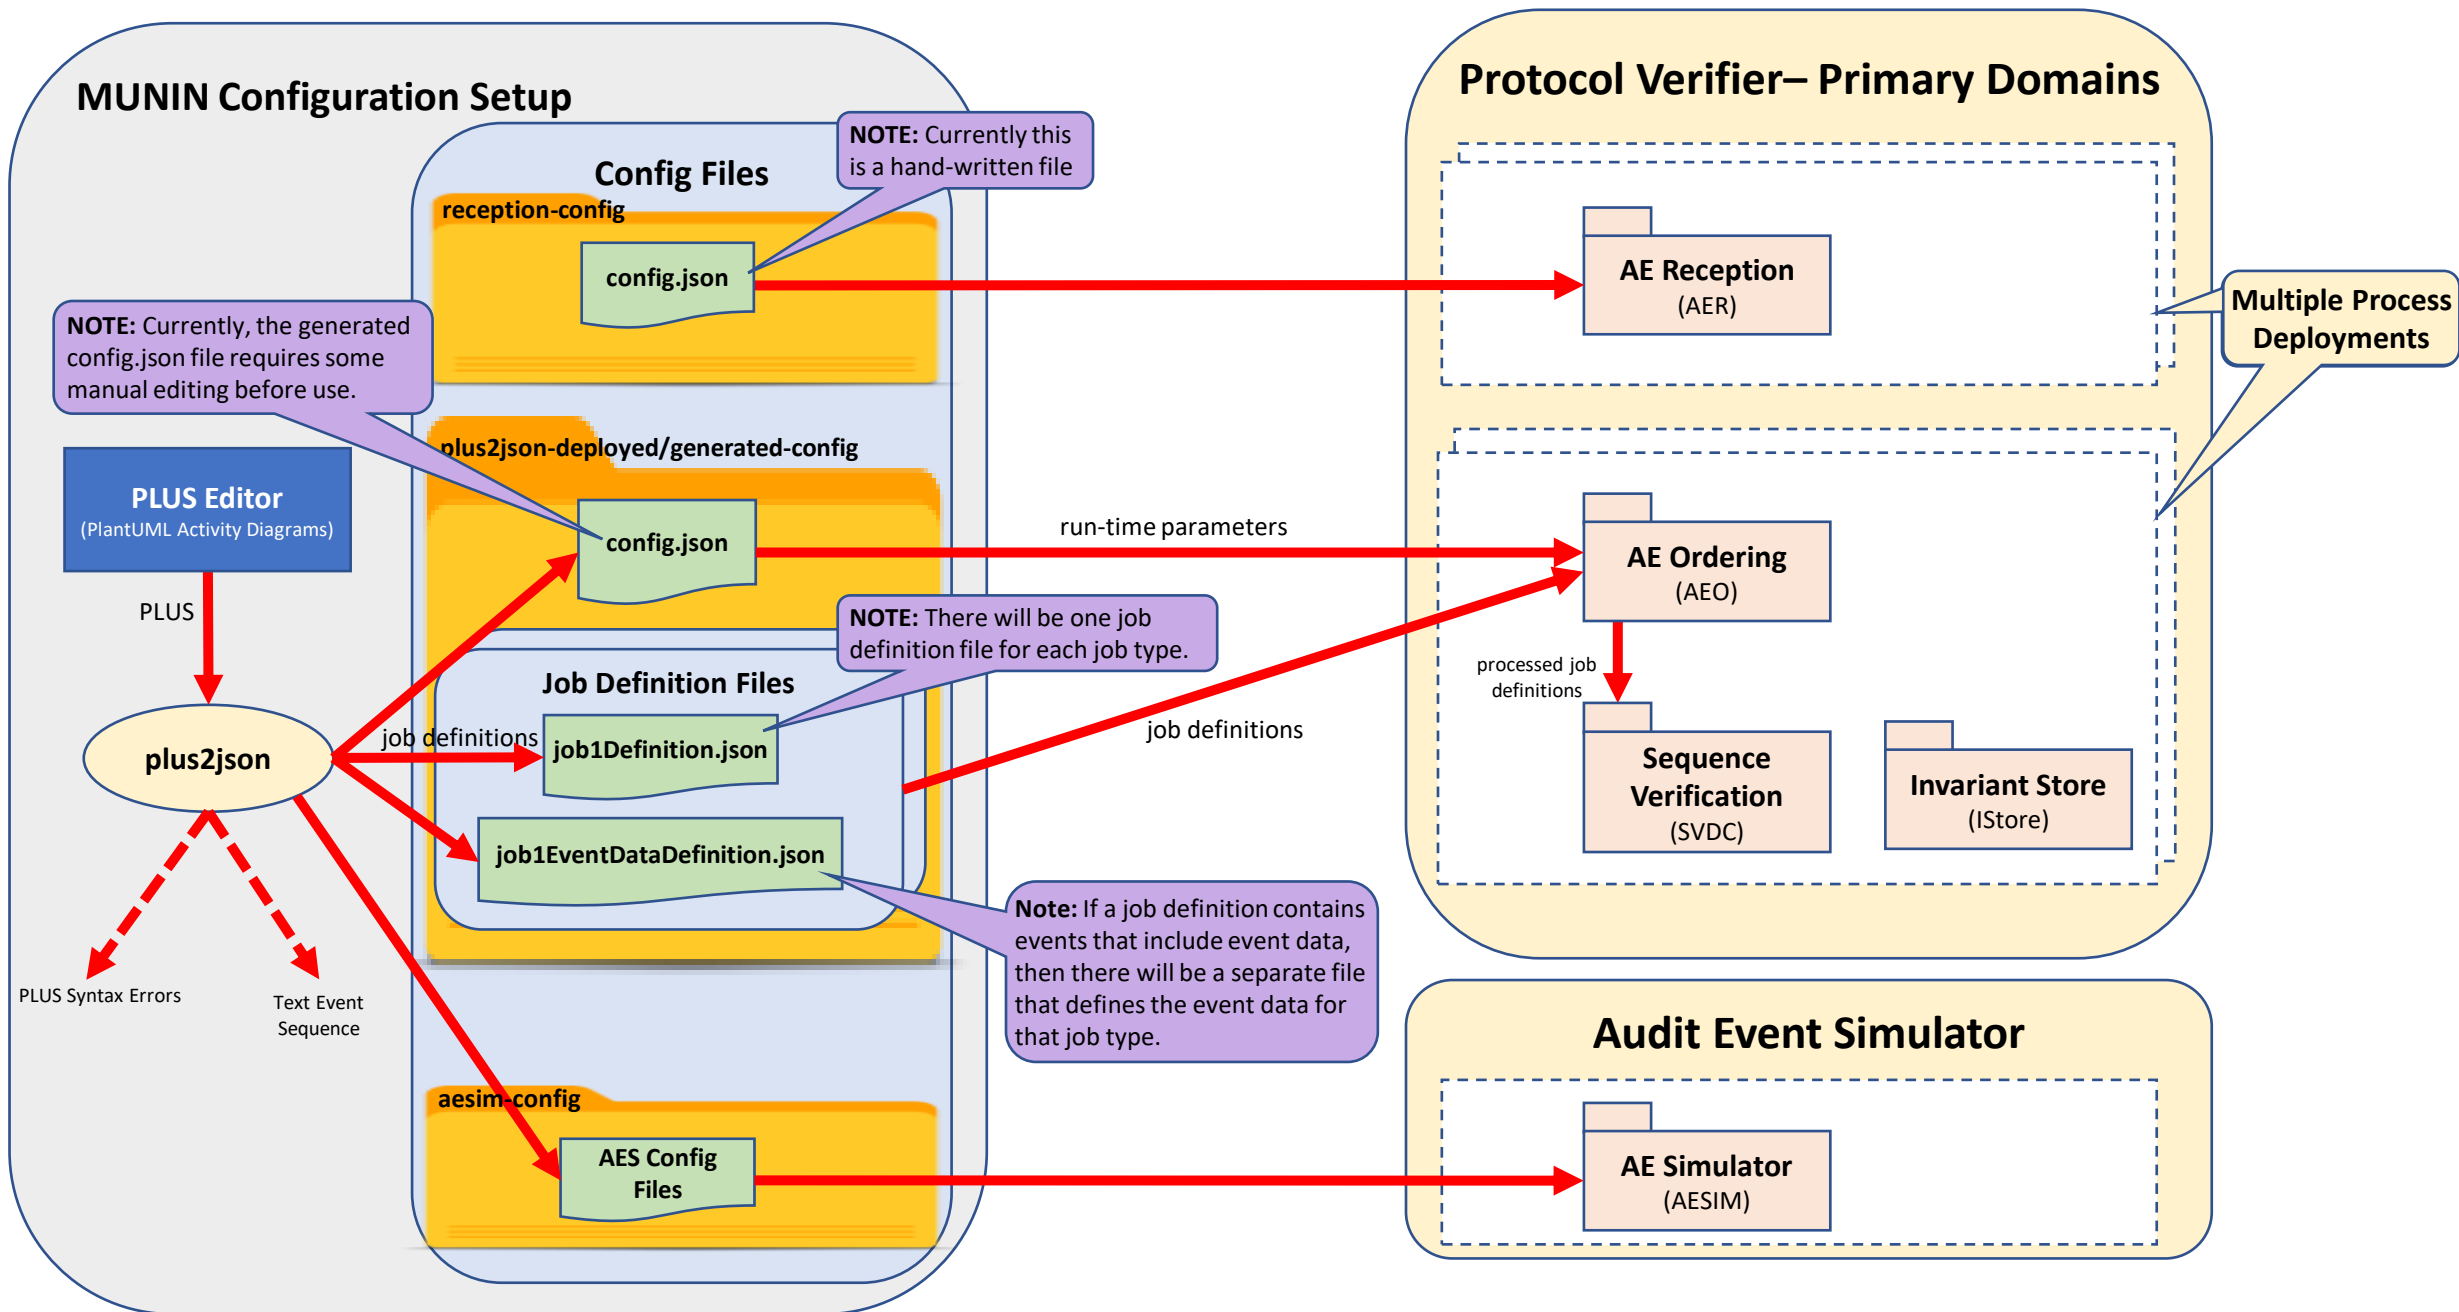 MUNIN Configuration Setup
Config Files
NOTE: Currently this
is a hand-written file
reception-config
config.json
NOTE: Currently, the generated
config.json file requires some
manual editing before use.
plus2json-deployed/generated-config
PLUS Editor
(PlantUML Activity Diagrams)
config.json
PLUS
NOTE: There will be one job
definition file for each job type.
Job Definition Files
job definitions
job1Definition.json
plus2json
job1EventDataDefinition.json
Note: If a job definition contains
events that include event data,
then there will be a separate file
that defines the event data for
that job type.
PLUS Syntax Errors
Text Event
Sequence
aesim-config
AES Config
Files
run-time parameters
job definitions
Protocol Verifier– Primary Domains
AE Reception
(AER)
Multiple Process
Deployments
AE Ordering
(AEO)
processed job
definitions
Sequence
Verification
(SVDC)
Invariant Store
(IStore)
Audit Event Simulator
AE Simulator
(AESIM)